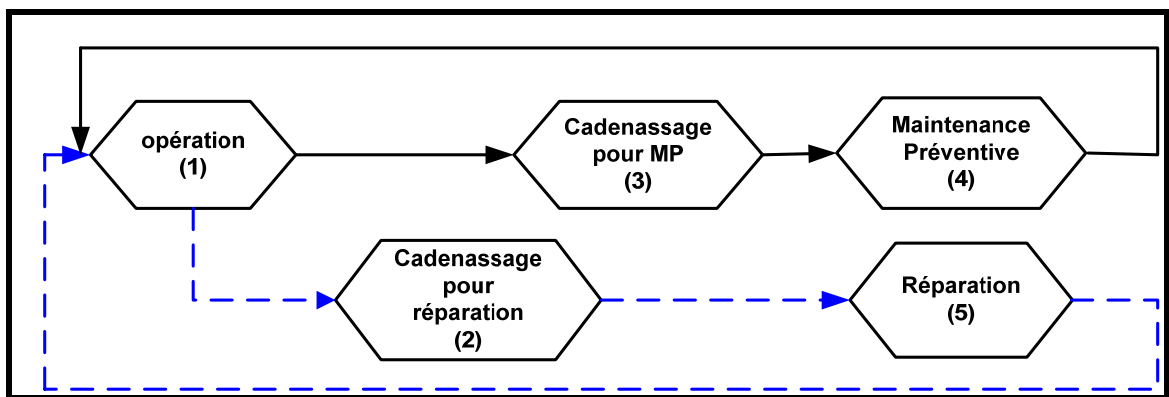 opération
(1)
Cadenassage
pour MP
(3)
Maintenance
Préventive
(4)
Cadenassage
pour
réparation
(2)
Réparation
(5)